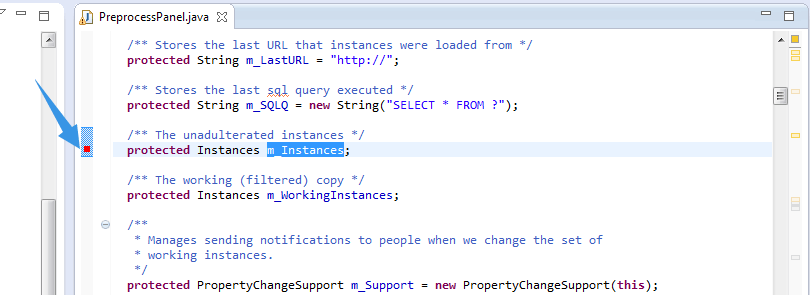 PreprocessPanel.java
/** Stores the last URL that instances were loaded from */
protected String m_LastURL = "http://";
/** Stores the last sql query executed */
protected String m_SQLQ = new String("SELECT * FROM ?");
/** The unadulterated instances */
protected Instances m_Instances;
/** The working (filtered) copy */
protected Instances m_WorkingInstances;
/**
* Manages sending notifications to people when we change the set of
* working instances.
*/
protected PropertyChangeSupport m_Support = new PropertyChangeSupport(this);